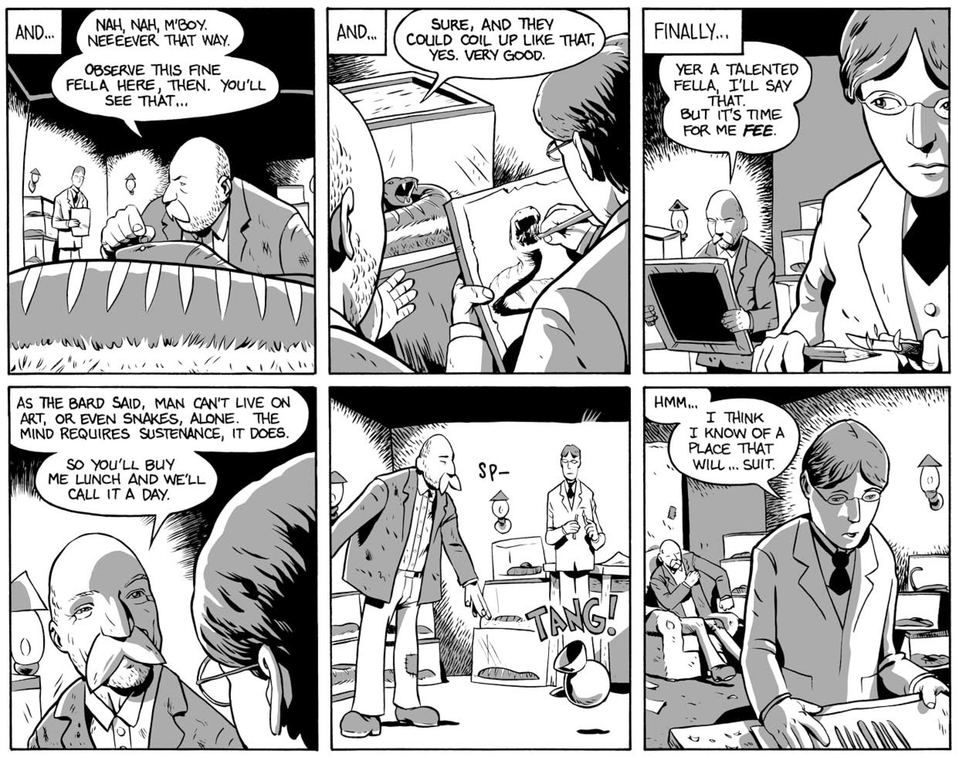 AND...
NAH, NAH, M'BOY.
NEEEEVER THAT WAY.
OBSERVE THIS FINE
FELLA HERE, THEN. YOU'LL
SEE THAT...
AND...
SURE, AND THEY
COULD COIL UP LIKE THAT,
YES. VERY GOOD.
FINALLY...
YER A TALENTED
FELLA, I'LL SAY
THAT.
BUT IT'S TIME
FOR ME FEE.
AS THE BARD SAID, MAN CAN'T LIVE ON
ART, OR EVEN SNAKES, ALONE. THE
MIND REQUIRES SUSTENANCE, IT DOES.
SO YOU'LL BUY
ME LUNCH AND WE'LL
CALL IT A DAY.
SP-
TANG!
HMM...
I THINK
I KNOW OF A
PLACE THAT
WILL... SUIT.